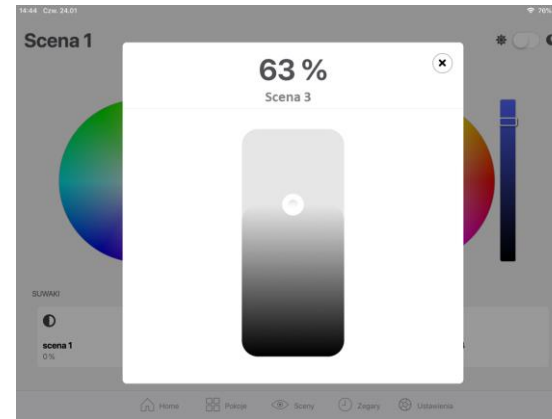 14:44 Czw. 24.01
76%
Scena 1
63 %
Scena 3
SUWAKI
scena 1
0 %
Home
Pokoje
Sceny
Zegary
Ustawienia